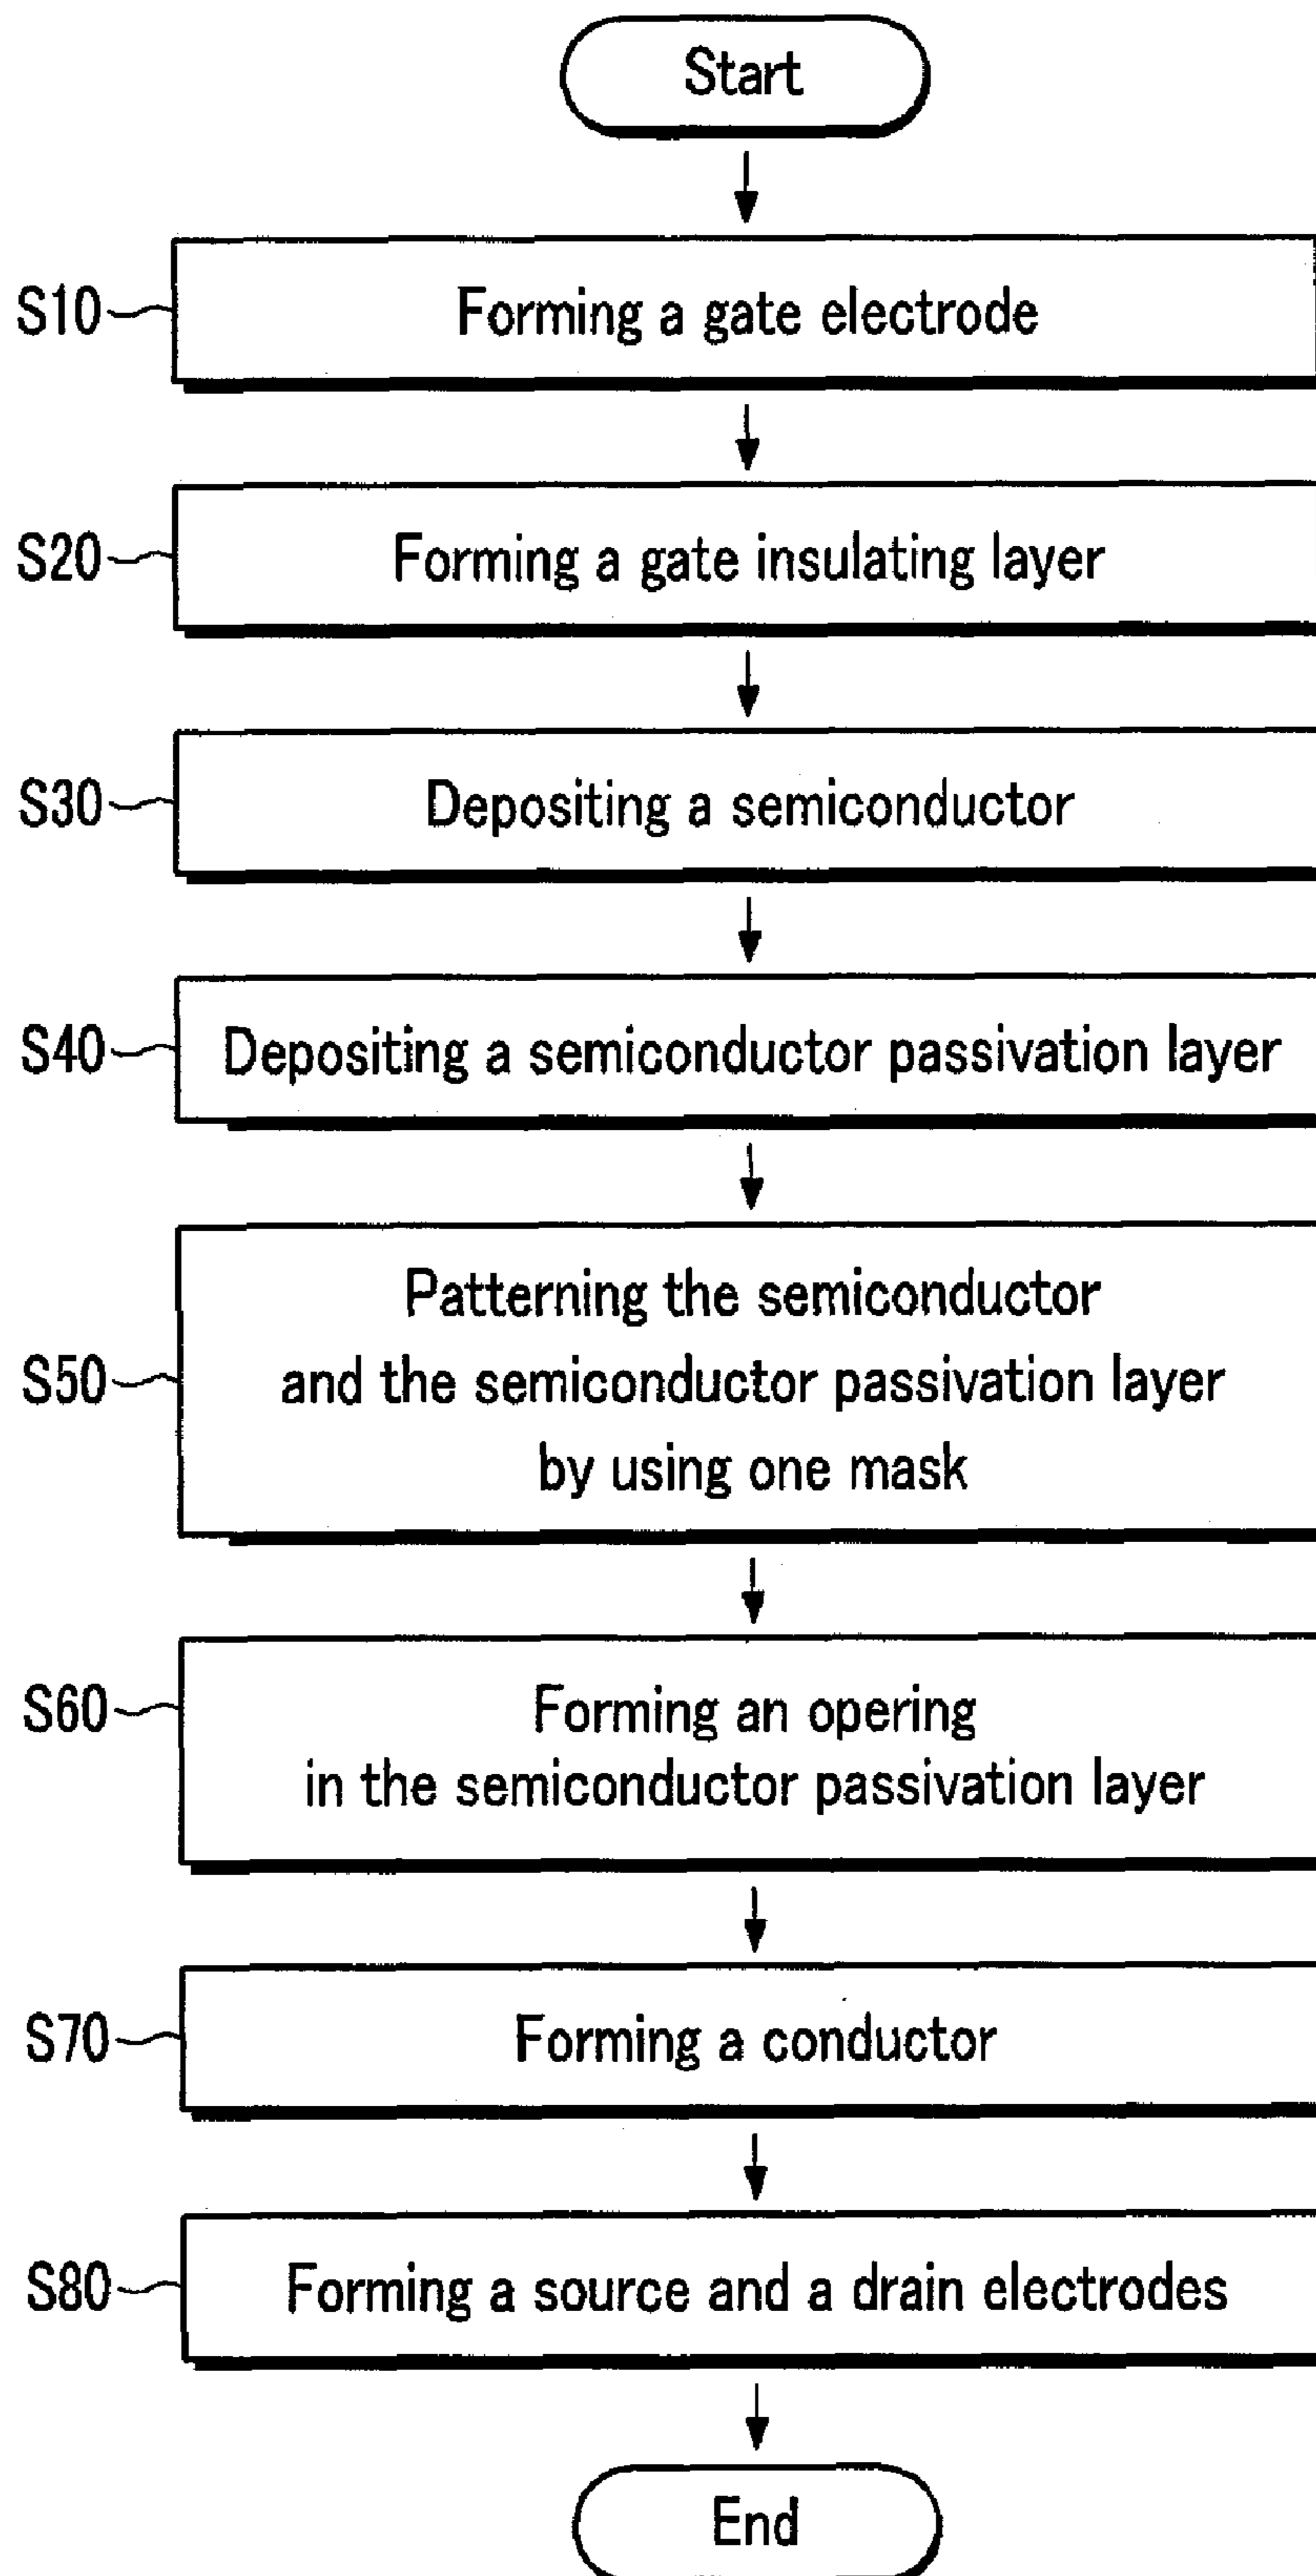 Start
S10
Forming a gate electrode
S20
Forming a gate insulating layer
S30
Depositing a semiconductor
S40
Depositing a semiconductor passivation layer
S50
Patterning the semiconductor
and the semiconductor passivation layer
by using one mask
S60
Forming an opering
in the semiconductor passivation layer
S70
Forming a conductor
S80
Forming a source and a drain electrodes
End